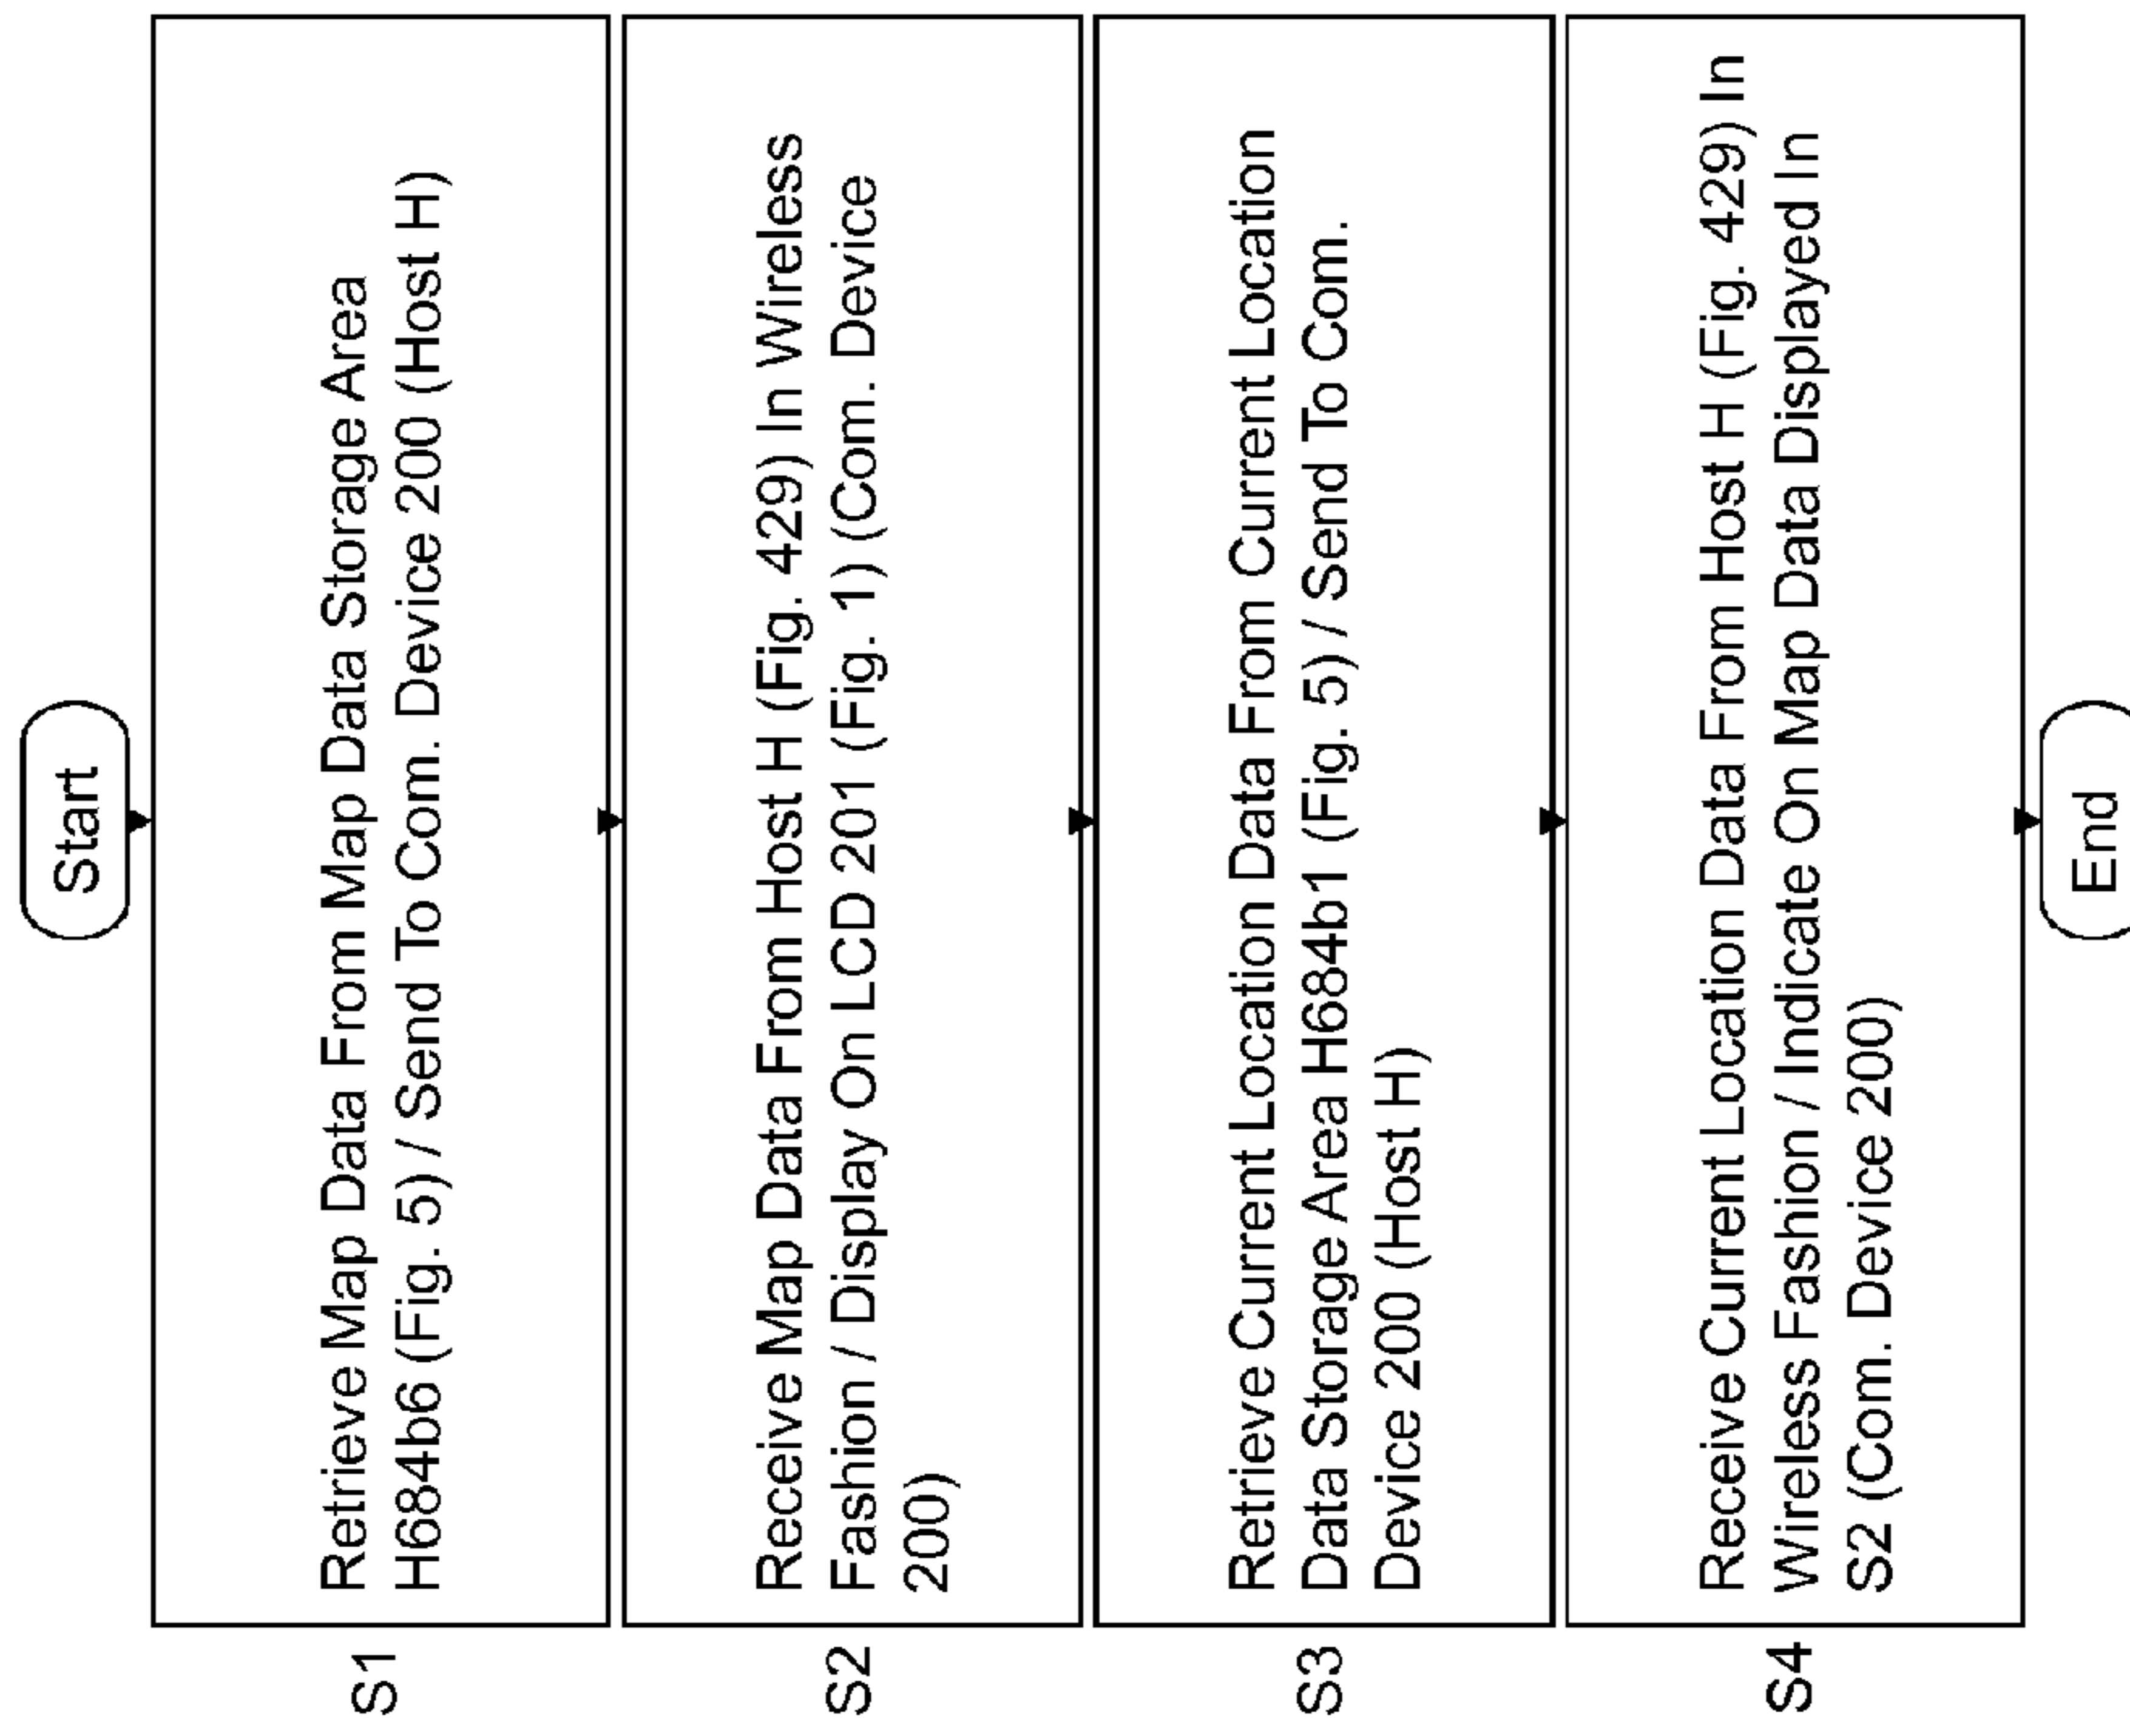 Start
S1
Retrieve Map Data From Map Data Storage Area
H684b6 (Fig. 5) / Send To Com. Device 200 (Host H)
S2
Receive Map Data From Host H (Fig. 429) In Wireless
Fashion / Display On LCD 201 (Fig. 1) (Com. Device
200)
S3
Retrieve Current Location Data From Current Location
Data Storage Area H684b1 (Fig. 5) / Send To Com.
Device 200 (Host H)
S4
Receive Current Location Data From Host H (Fig. 429) In
Wireless Fashion / Indicate On Map Data Displayed In
S2 (Com. Device 200)
End